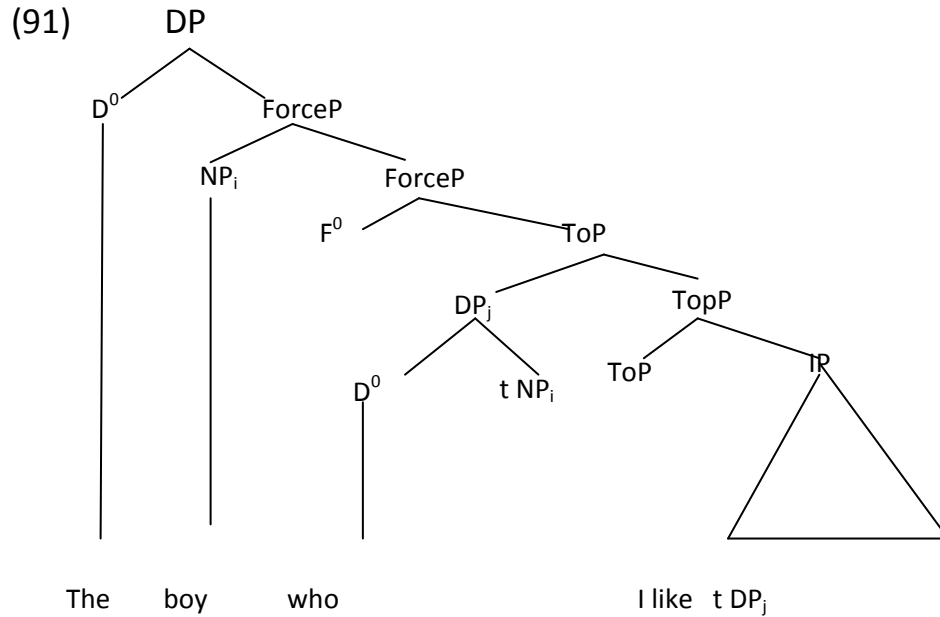 (91) DP
D⁰ ForceP
NPᵢ ForceP
F⁰ ToP
DPⱼ TopP
D⁰ t NPᵢ ToP IP
The boy who I like t DPⱼ